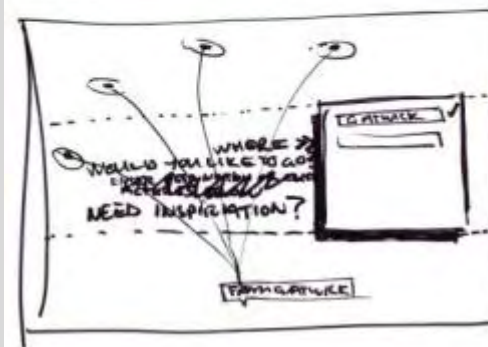 WHERE >>
WOULD YOU LIKE TO GO?
NEED INSPIRATION?
GATWICK
FROM GATWICK